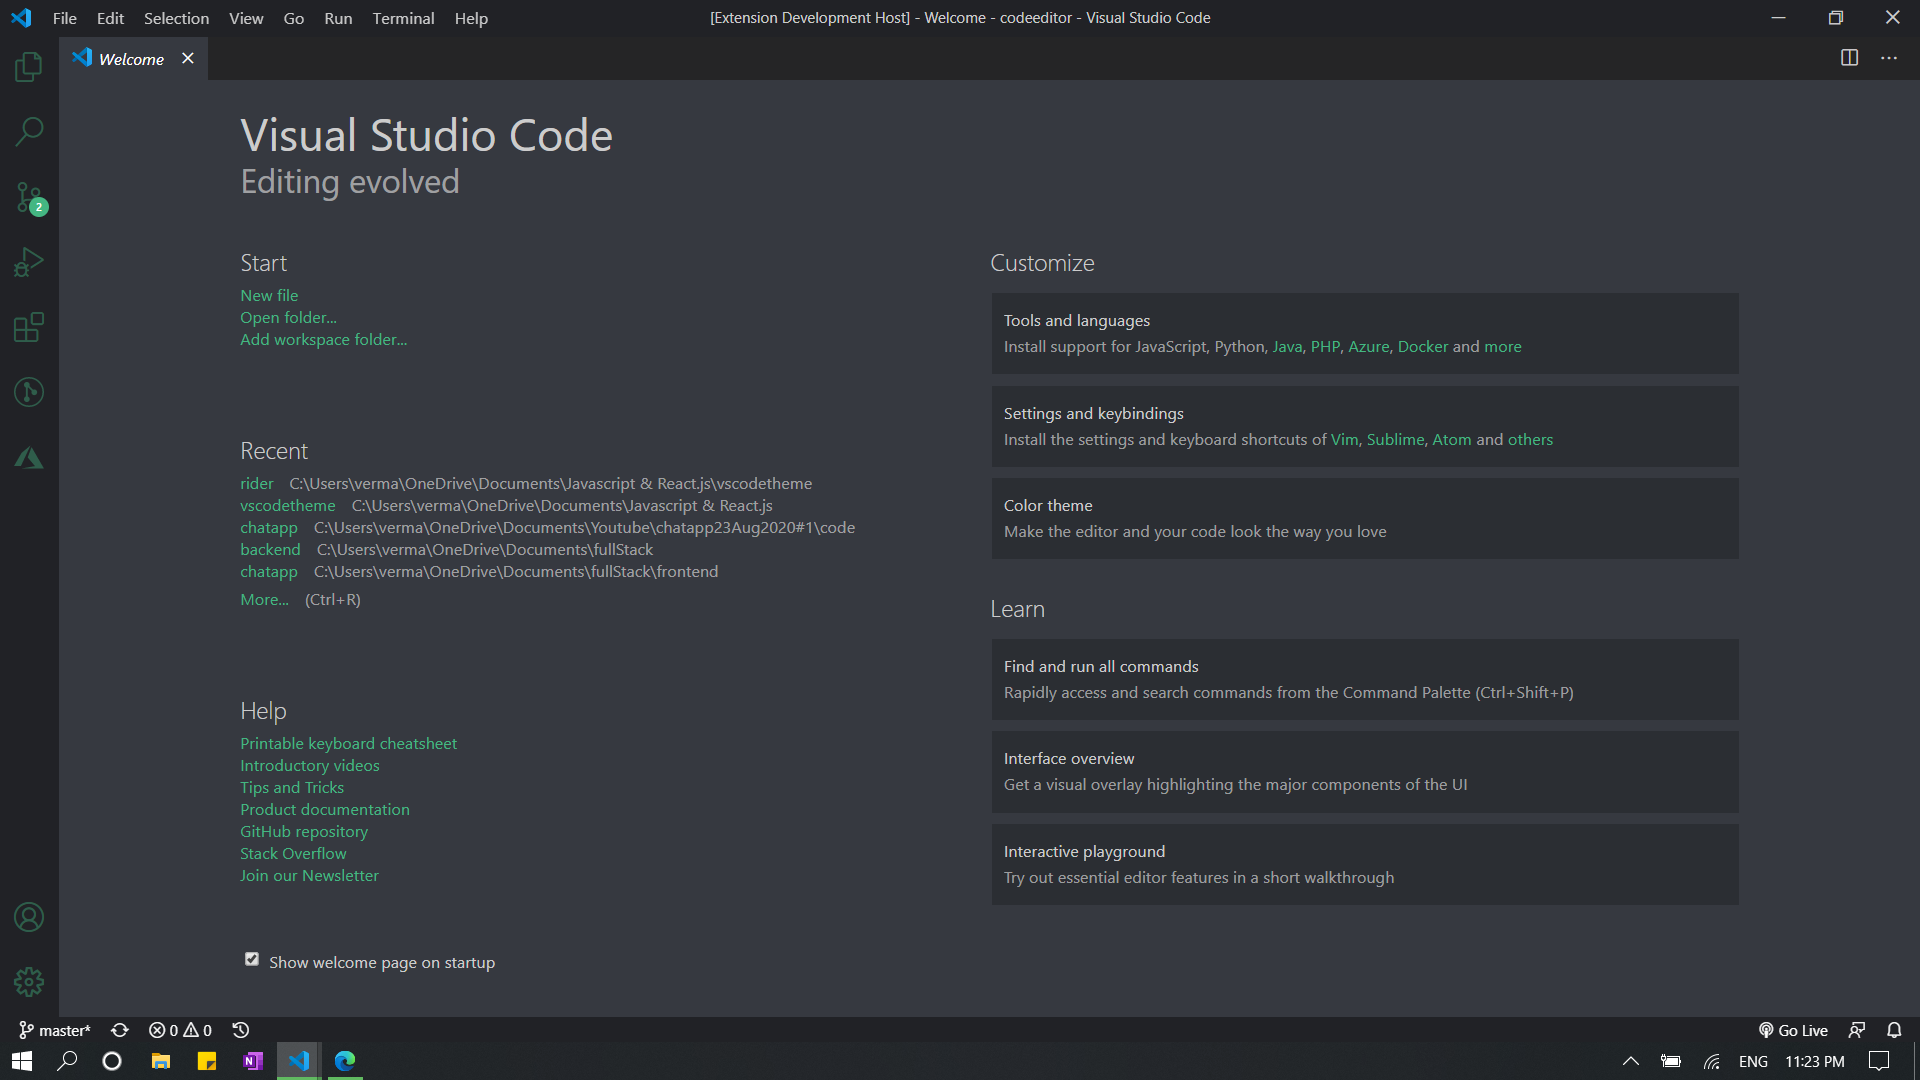 File Edit Selection View Go Run Terminal Help
[Extension Development Host] - Welcome - codeeditor - Visual Studio Code
Welcome
Visual Studio Code
Editing evolved
Start
New file
Open folder...
Add workspace folder...
Recent
rider C:\Users\verma\OneDrive\Documents\Javascript & React.js\vscodetheme
vscodetheme C:\Users\verma\OneDrive\Documents\Javascript & React.js
chatapp C:\Users\verma\OneDrive\Documents\Youtube\chatapp23Aug2020#1\code
backend C:\Users\verma\OneDrive\Documents\fullStack
chatapp C:\Users\verma\OneDrive\Documents\fullStack\frontend
More... (Ctrl+R)
Help
Printable keyboard cheatsheet
Introductory videos
Tips and Tricks
Product documentation
GitHub repository
Stack Overflow
Join our Newsletter
Show welcome page on startup
Customize
Tools and languages
Install support for JavaScript, Python, Java, PHP, Azure, Docker and more
Settings and keybindings
Install the settings and keyboard shortcuts of Vim, Sublime, Atom and others
Color theme
Make the editor and your code look the way you love
Learn
Find and run all commands
Rapidly access and search commands from the Command Palette (Ctrl+Shift+P)
Interface overview
Get a visual overlay highlighting the major components of the UI
Interactive playground
Try out essential editor features in a short walkthrough
2
master* 0 0
Go Live
N
ENG 11:23 PM